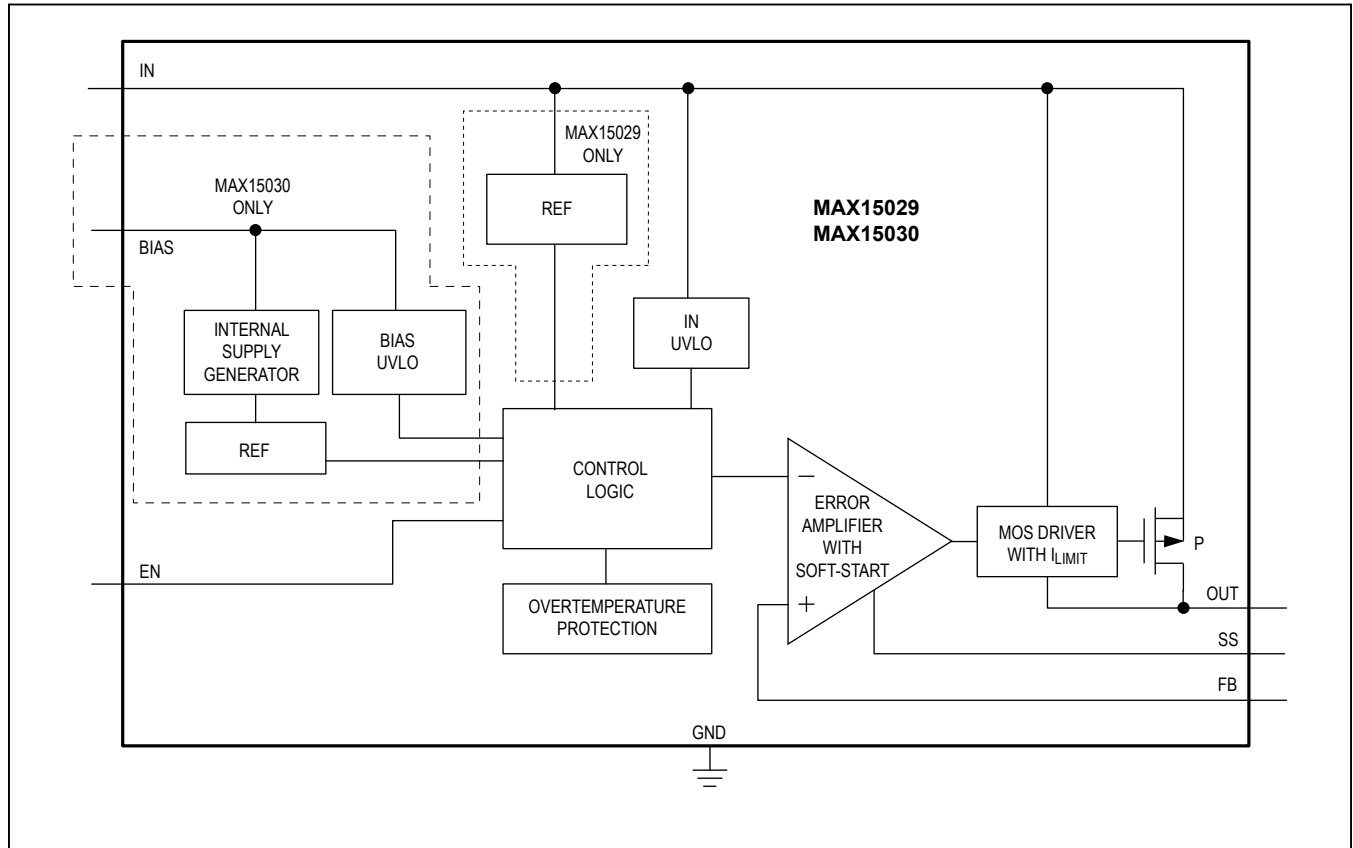 IN
MAX15029
ONLY
MAX15030
ONLY
REF
MAX15029
MAX15030
BIAS
INTERNAL
SUPPLY
GENERATOR
BIAS
UVLO
IN
UVLO
REF
CONTROL
LOGIC
−
ERROR
AMPLIFIER
WITH
SOFT-START
+
MOS DRIVER
WITH ILIMIT
P
EN
OVERTEMPERATURE
PROTECTION
OUT
SS
FB
GND